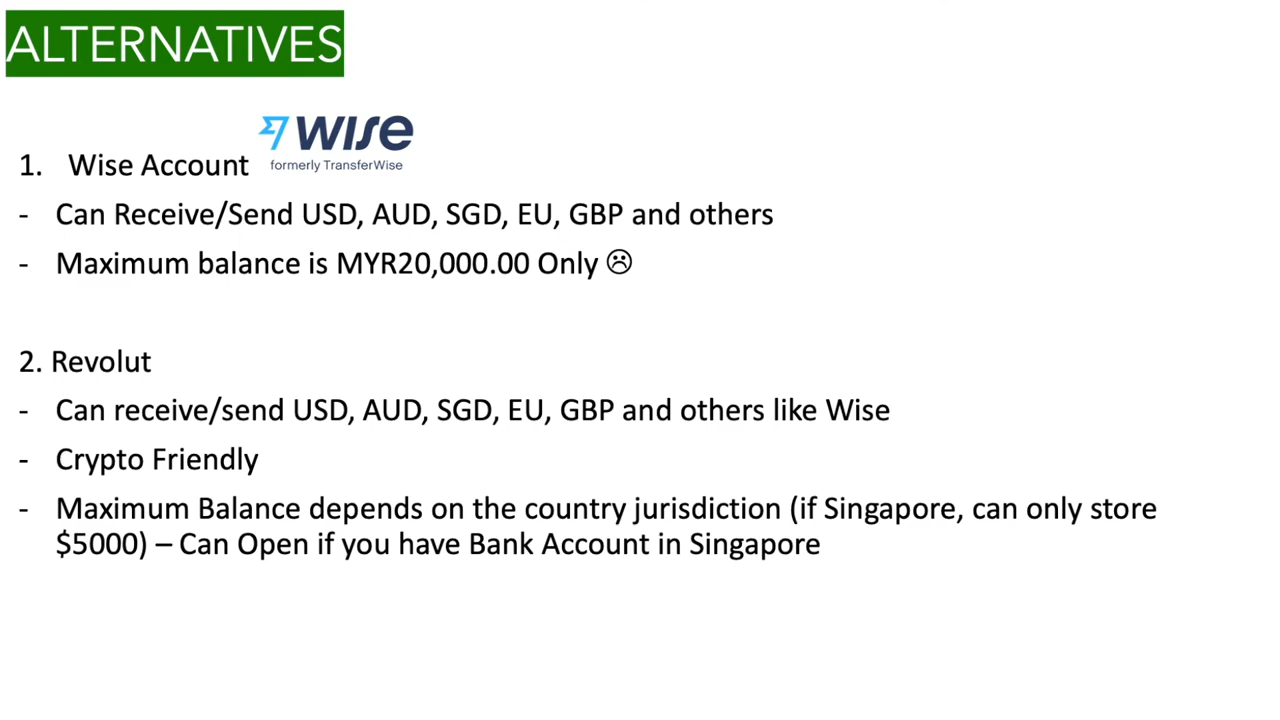 ALTERNATIVES
wise
formerly TransferWise
1. Wise Account
- Can Receive/Send USD, AUD, SGD, EU, GBP and others
- Maximum balance is MYR20,000.00 Only ☹
2. Revolut
- Can receive/send USD, AUD, SGD, EU, GBP and others like Wise
- Crypto Friendly
- Maximum Balance depends on the country jurisdiction (if Singapore, can only store
$5000) – Can Open if you have Bank Account in Singapore